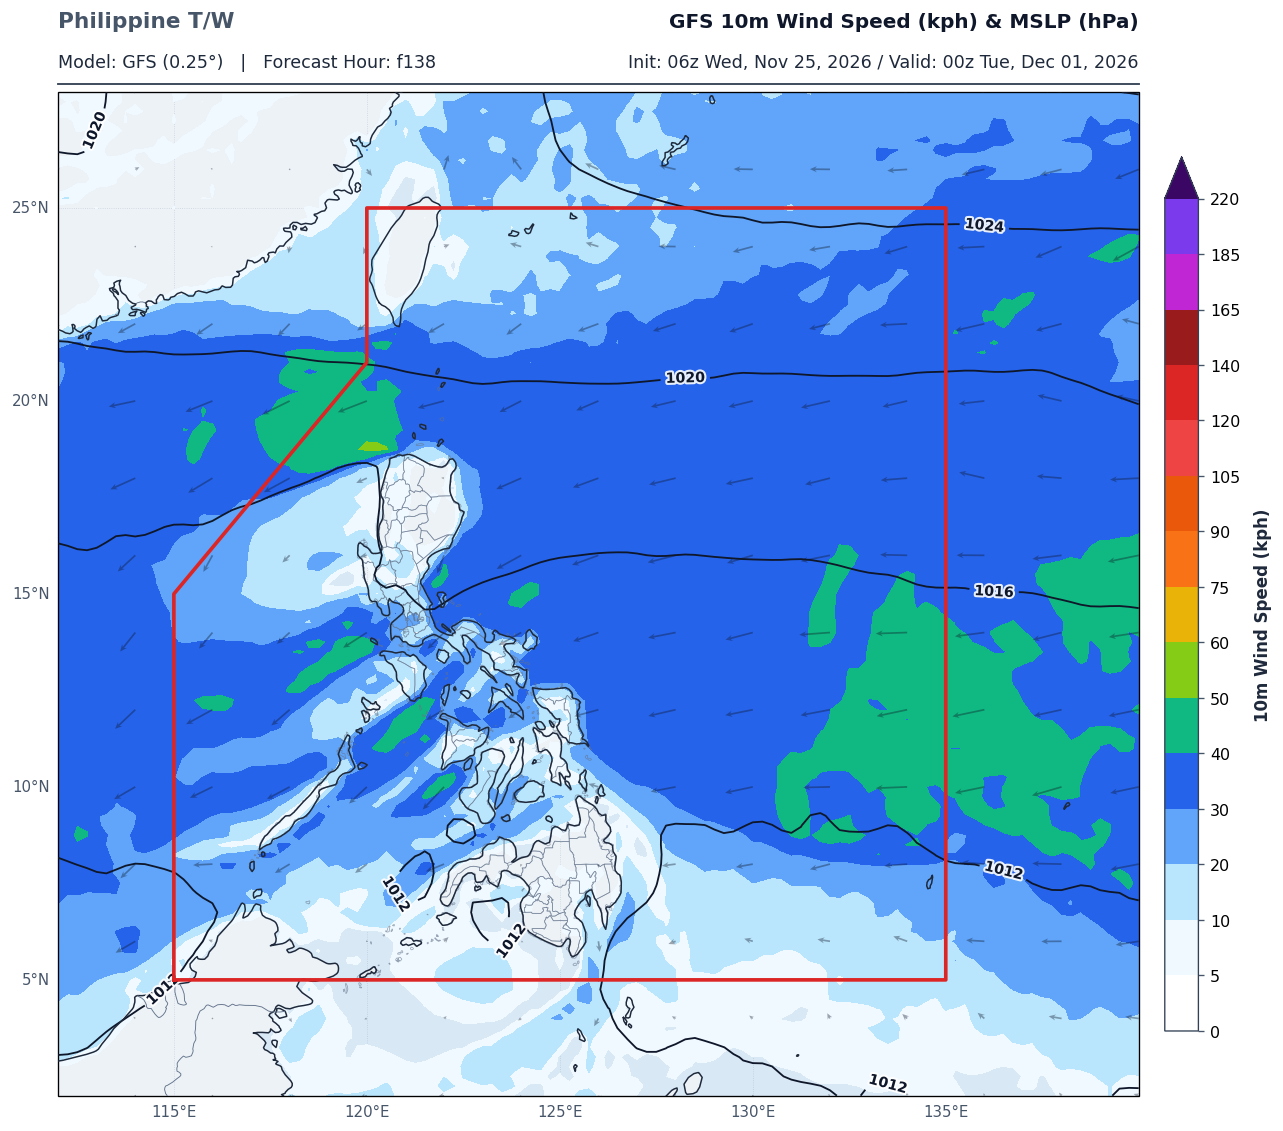 Philippine T/W
GFS 10m Wind Speed (kph) & MSLP (hPa)
Model: GFS (0.25°)   |   Forecast Hour: f138
Init: 06z Wed, Nov 25, 2026 / Valid: 00z Tue, Dec 01, 2026
1020
1024
1020
1016
1012
1012
1012
1012
1012
25°N
20°N
15°N
10°N
5°N
115°E
120°E
125°E
130°E
135°E
220
185
165
140
120
105
90
75
60
50
40
30
20
10
5
0
10m Wind Speed (kph)